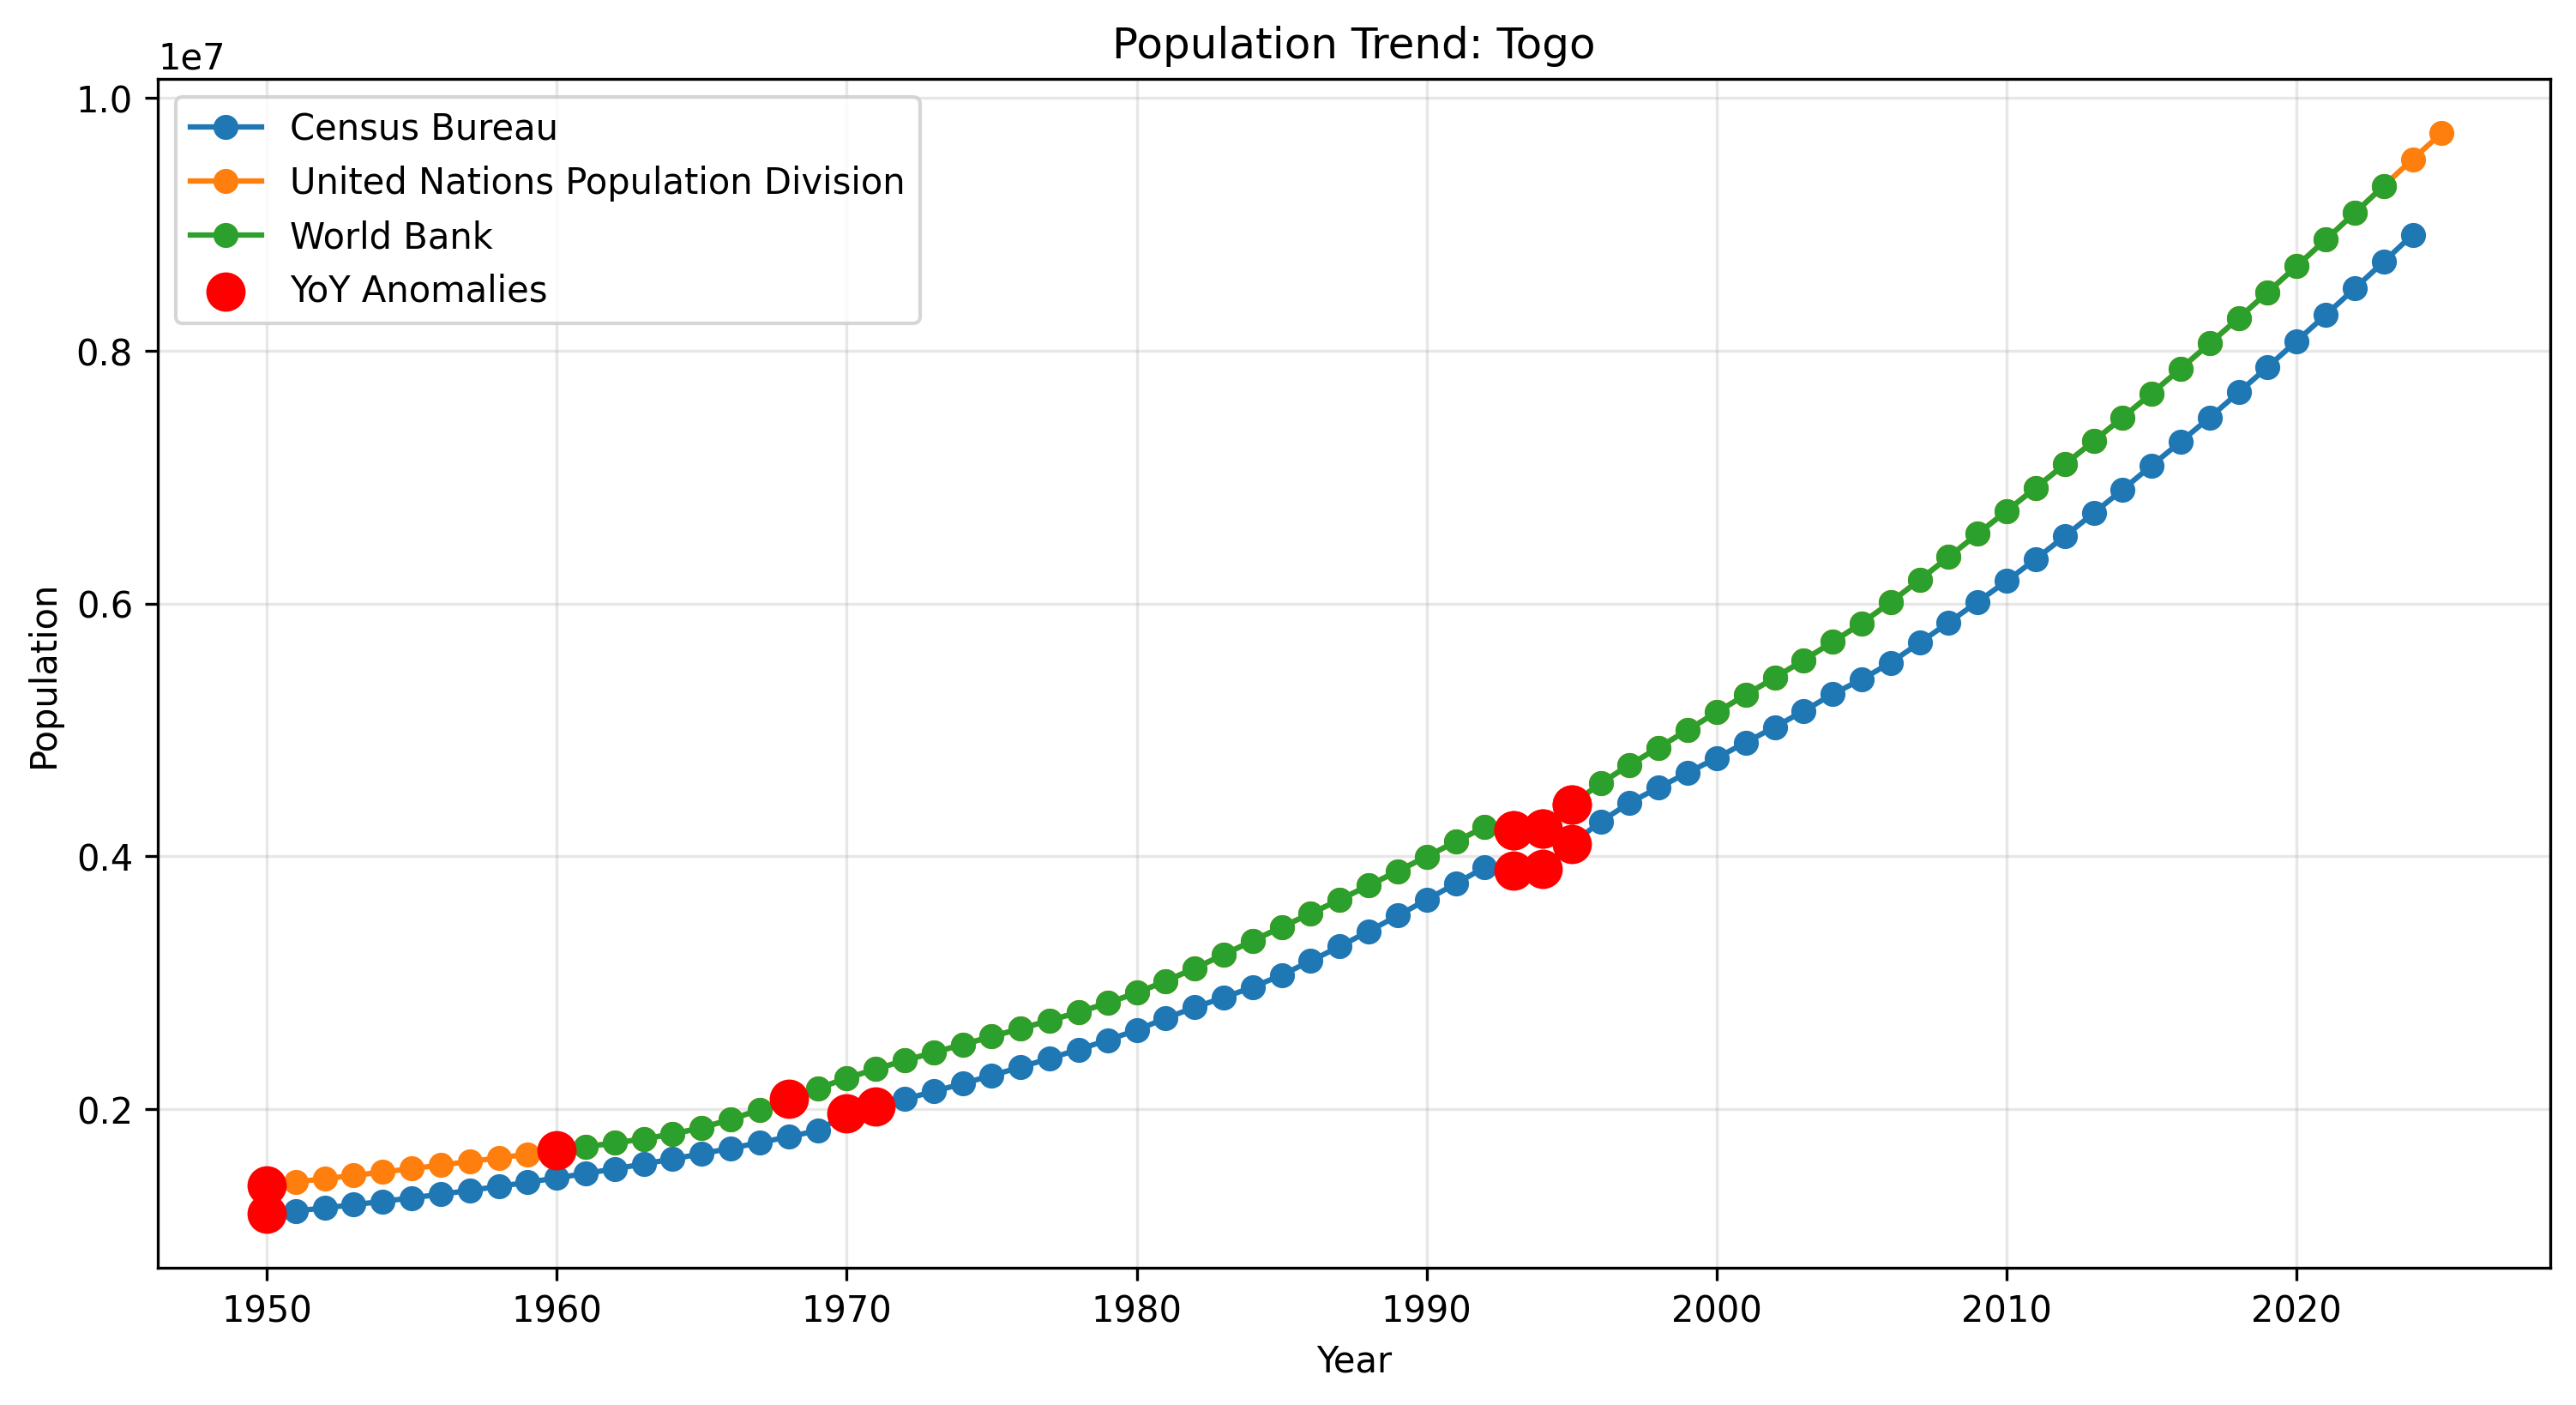 Population Trend: Togo
1e7
1.0
0.8
0.6
0.4
0.2
Population
Census Bureau
United Nations Population Division
World Bank
YoY Anomalies
1950 1960 1970 1980 1990 2000 2010 2020
Year